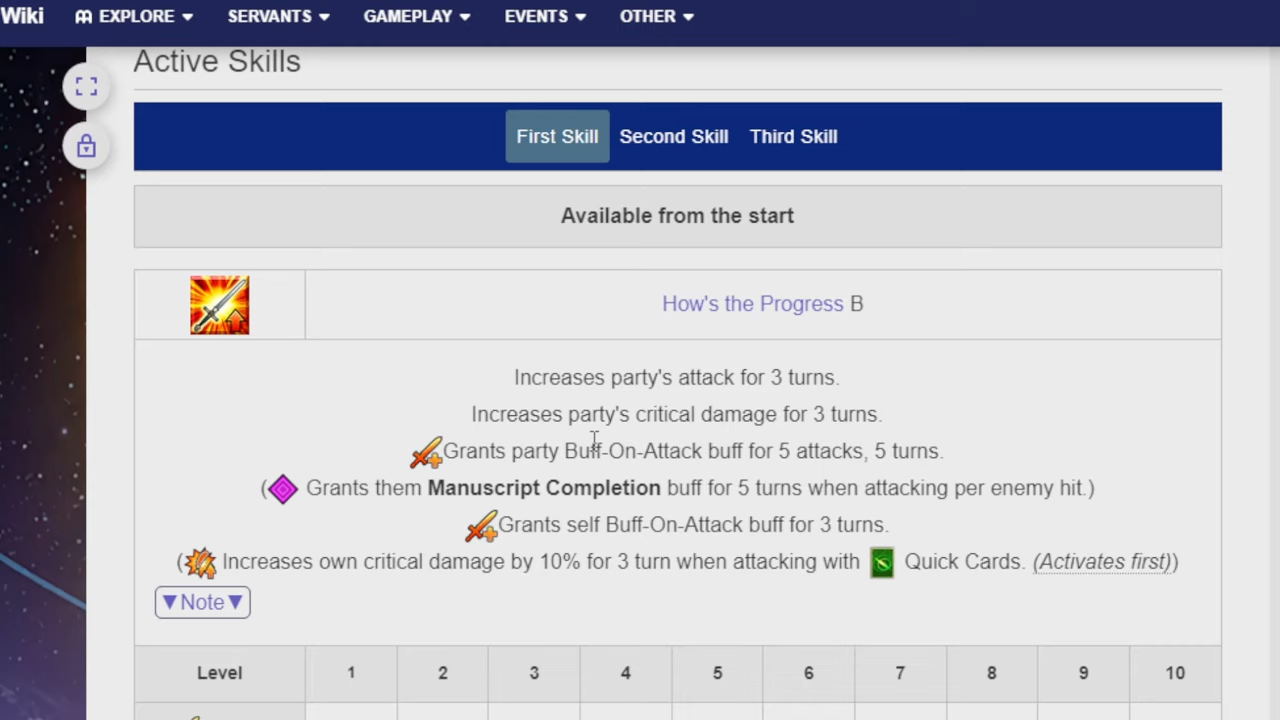 Wiki EXPLORE SERVANTS GAMEPLAY EVENTS OTHER
Active Skills
First Skill Second Skill Third Skill
Available from the start
How's the Progress B
Increases party's attack for 3 turns.
Increases party's critical damage for 3 turns.
Grants party Buff-On-Attack buff for 5 attacks, 5 turns.
( Grants them Manuscript Completion buff for 5 turns when attacking per enemy hit.)
Grants self Buff-On-Attack buff for 3 turns.
( Increases own critical damage by 10% for 3 turn when attacking with Quick Cards. (Activates first))
▼Note▼
Level 1 2 3 4 5 6 7 8 9 10